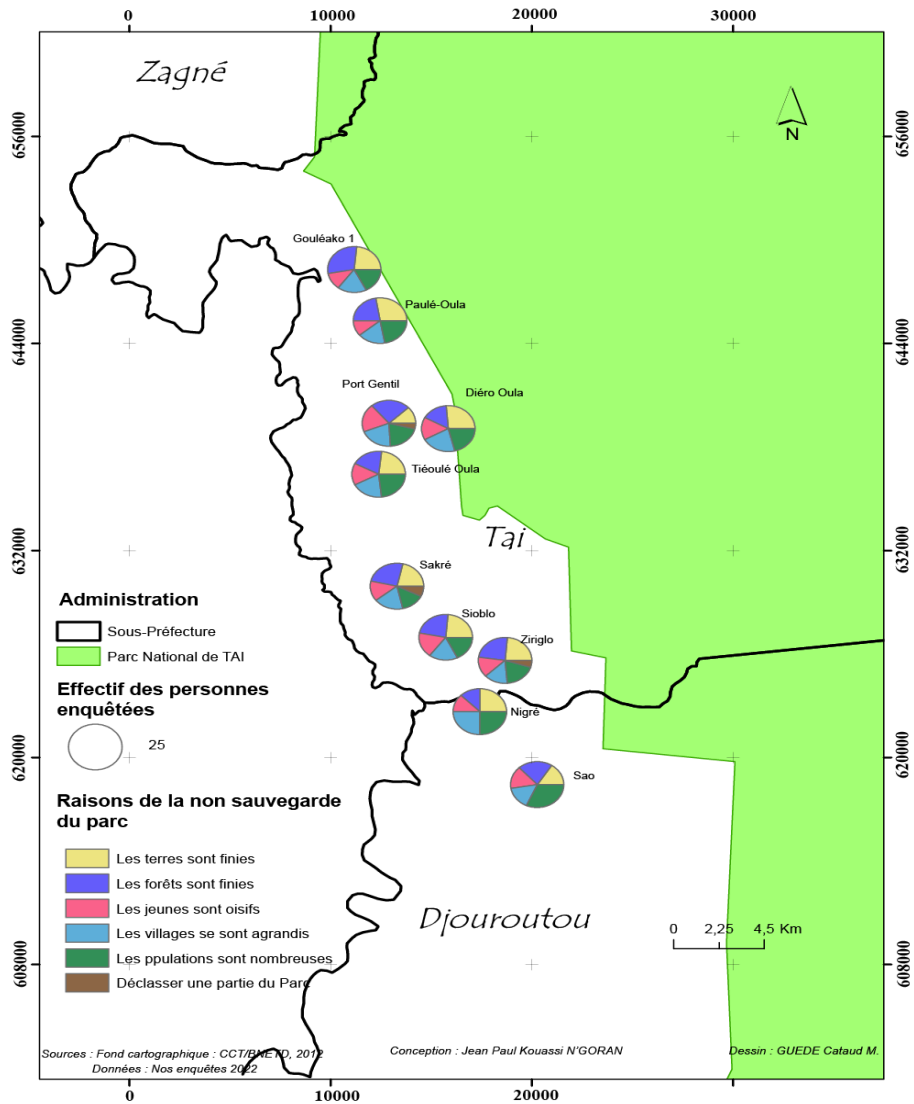 0 10000 20000 30000
Zagné
N
656000
656000
Gouléako 1
Paulé-Oula
644000
644000
Port Gentil
Diéro Oula
Tiéoulé Oula
Tai
632000
632000
Sakré
Administration
Sous-Préfecture
Parc National de TAI
Sioblo
Ziriglo
Effectif des personnes
enquêtées
25
Nigré
620000
620000
Sao
Raisons de la non sauvegarde
du parc
Les terres sont finies
Les forêts sont finies
Les jeunes sont oisifs
Les villages se sont agrandis
Les ppulations sont nombreuses
Déclasser une partie du Parc
Djouroutou
0 2,25 4,5 Km
608000
608000
Sources : Fond cartographique : CCT/BNETD, 2012
Données : Nos enquêtes 2022
Conception : Jean Paul Kouassi N'GORAN
Dessin : GUEDE Cataud M.
0 10000 20000 30000